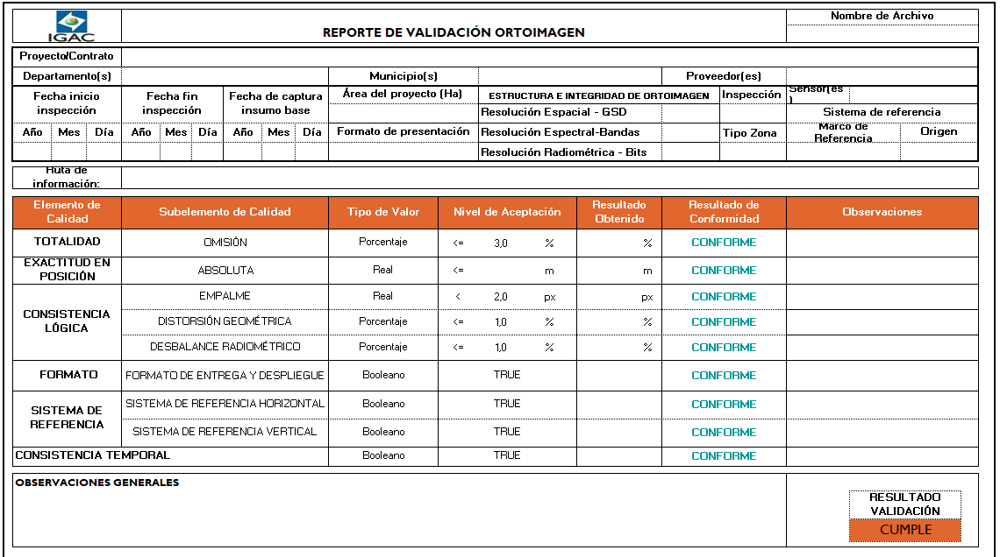 IGAC
REPORTE DE VALIDACIÓN ORTOIMAGEN
Nombre de Archivo
Proyecto/Contrato
Departamento(s) Municipio(s) Proveedor(es)
Fecha inicio inspección
Fecha fin inspección
Fecha de captura insumo base
Área del proyecto (Ha)
ESTRUCTURA E INTEGRIDAD DE ORTOIMAGEN
Inspección
Sensor(es
)
Resolución Espacial - GSD
Sistema de referencia
Año Mes Día Año Mes Día Año Mes Día
Formato de presentación
Resolución Espectral-Bandas
Tipo Zona
Marco de
Referencia
Origen
Resolución Radiométrica - Bits
Ruta de
información:
Elemento de
Calidad
Subelemento de Calidad
Tipo de Valor
Nivel de Aceptación
Resultado
Obtenido
Resultado de
Conformidad
Observaciones
TOTALIDAD OMISIÓN Porcentaje <= 3,0 % % CONFORME
EXACTITUD EN
POSICIÓN
ABSOLUTA Real <= m m CONFORME
CONSISTENCIA
LÓGICA
EMPALME Real < 2,0 px px CONFORME
DISTORSIÓN GEOMÉTRICA Porcentaje <= 1,0 % % CONFORME
DESBALANCE RADIOMÉTRICO Porcentaje <= 1,0 % % CONFORME
FORMATO FORMATO DE ENTREGA Y DESPLIEGUE Booleano TRUE CONFORME
SISTEMA DE
REFERENCIA
SISTEMA DE REFERENCIA HORIZONTAL Booleano TRUE CONFORME
SISTEMA DE REFERENCIA VERTICAL Booleano TRUE CONFORME
CONSISTENCIA TEMPORAL Booleano TRUE CONFORME
OBSERVACIONES GENERALES
RESULTADO
VALIDACIÓN
CUMPLE